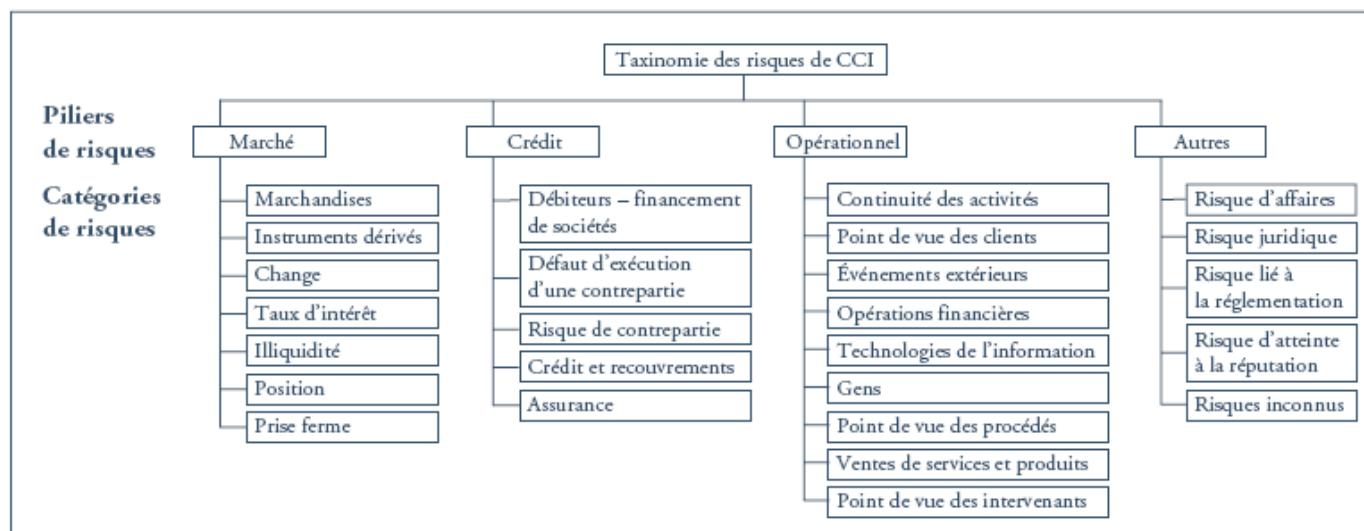 Taxinomie des risques de CCI
Piliers
de risques
Marché
Crédit
Opérationnel
Autres
Catégories
de risques
Marchandises
Instruments dérivés
Change
Taux d'intérêt
Illiquidité
Position
Prise ferme
Débiteurs – financement
de sociétés
Défaut d'exécution
d'une contrepartie
Risque de contrepartie
Crédit et recouvrements
Assurance
Continuité des activités
Point de vue des clients
Événements extérieurs
Opérations financières
Technologies de l'information
Gens
Point de vue des procédés
Ventes de services et produits
Point de vue des intervenants
Risque d'affaires
Risque juridique
Risque lié à
la réglementation
Risque d'atteinte
à la réputation
Risques inconnus